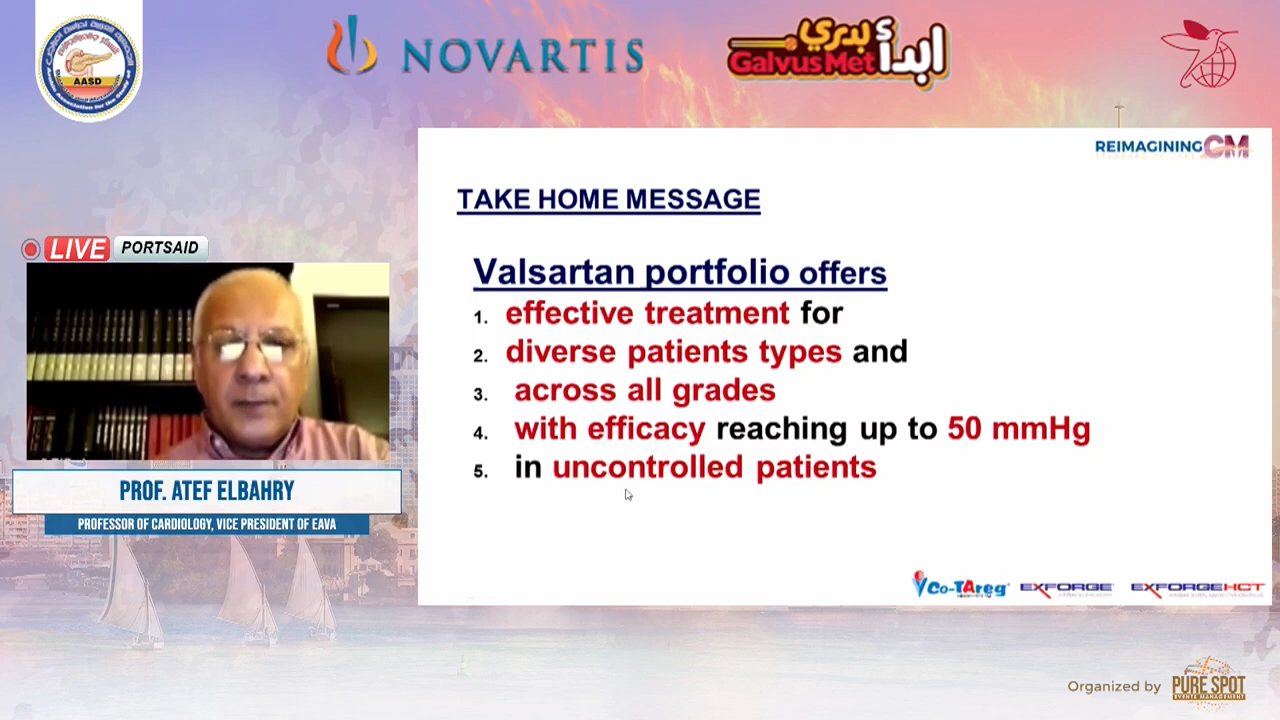 AASD
NOVARTIS
ابدأ بدري
GalvusMet
REIMAGINING CM
TAKE HOME MESSAGE
Valsartan portfolio offers
1. effective treatment for
2. diverse patients types and
3. across all grades
4. with efficacy reaching up to 50 mmHg
5. in uncontrolled patients
LIVE PORTSAID
PROF. ATEF ELBAHRY
PROFESSOR OF CARDIOLOGY, VICE PRESIDENT OF EAVA
Co-TAreg EXFORGE EXFORGE HCT
Organized by PURE SPOT
EVENTS MANAGEMENT